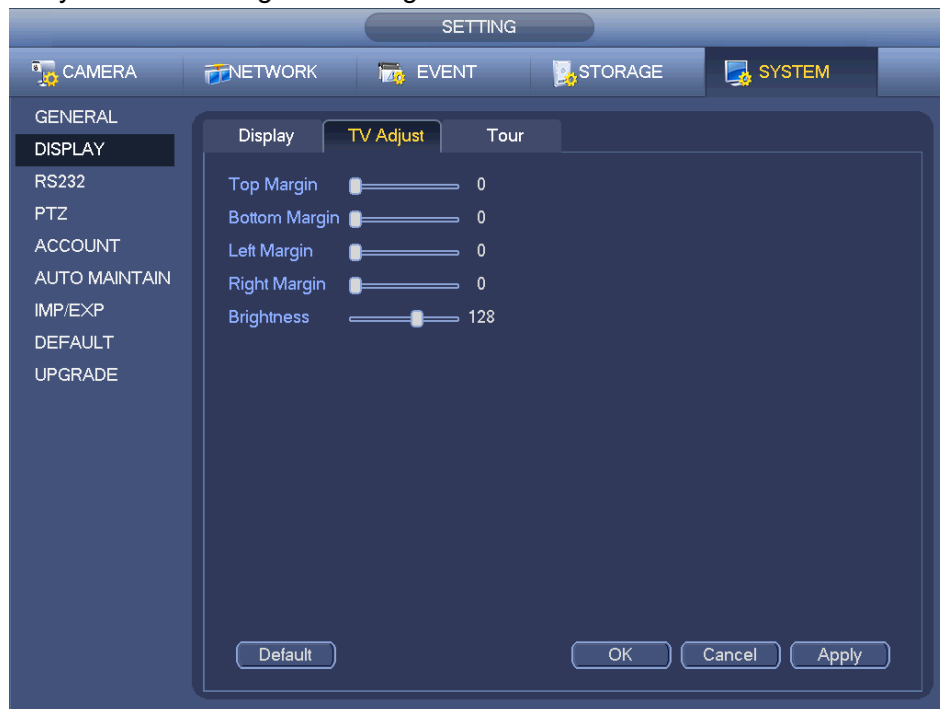 SETTING
CAMERA NETWORK EVENT STORAGE SYSTEM
GENERAL
DISPLAY
RS232
PTZ
ACCOUNT
AUTO MAINTAIN
IMP/EXP
DEFAULT
UPGRADE
Display TV Adjust Tour
Top Margin 0
Bottom Margin 0
Left Margin 0
Right Margin 0
Brightness 128
Default OK Cancel Apply